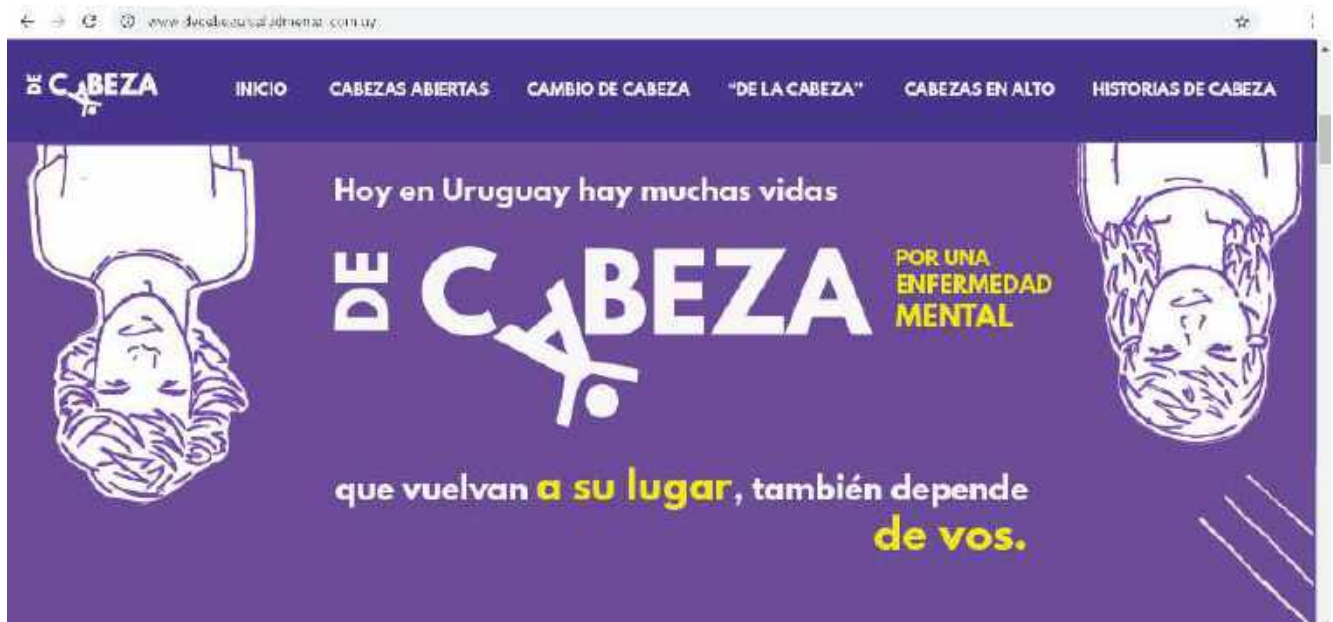 DE CABEZA
INICIO
CABEZAS ABIERTAS
CAMBIO DE CABEZA
"DE LA CABEZA"
CABEZAS EN ALTO
HISTORIAS DE CABEZA
Hoy en Uruguay hay muchas vidas
DE CABEZA
POR UNA
ENFERMEDAD
MENTAL
que vuelvan a su lugar, también depende
de vos.